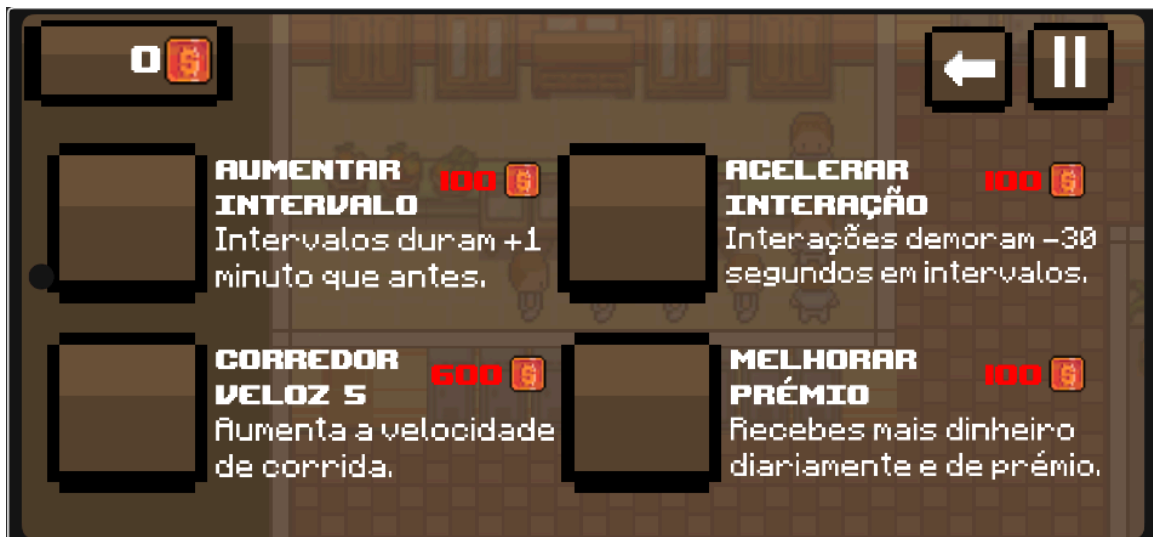 0
AUMENTAR
INTERVALO
100
Intervalos duram +1
minuto que antes.
ACELERAR
INTERAÇÃO
100
Interações demoram -30
segundos em intervalos.
CORREDOR
VELOZ 5
600
Aumenta a velocidade
de corrida.
MELHORAR
PRÉMIO
100
Recebes mais dinheiro
diariamente e de prémio.